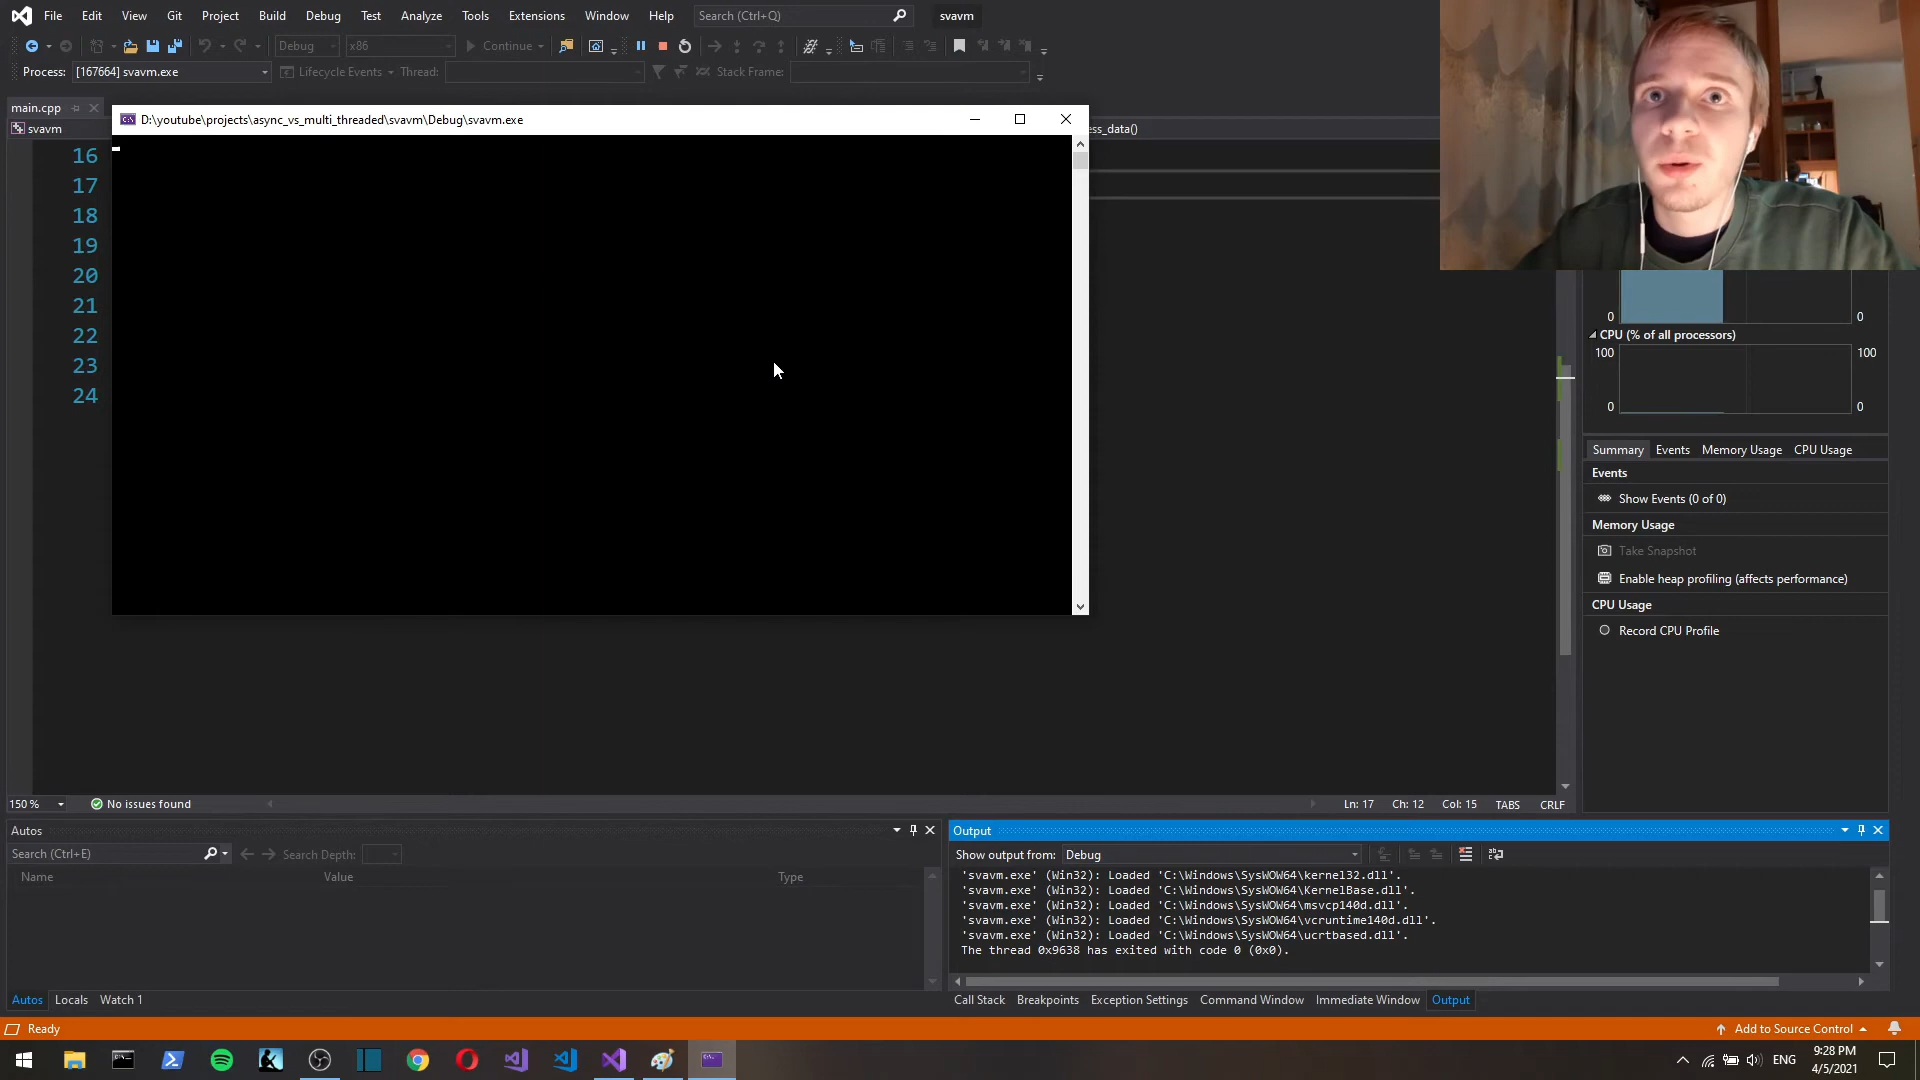 File Edit View Git Project Build Debug Test Analyze Tools Extensions Window Help Search (Ctrl+Q) svavm
Debug x86 Continue
Process: [167664] svavm.exe Lifecycle Events Thread: Stack Frame:
main.cpp
svavm
ess_data()
D:\youtube\projects\async_vs_multi_threaded\svavm\Debug\svavm.exe
16
17
18
19
20
21
22
23
24
0 0
CPU (% of all processors)
100 100
0 0
Summary Events Memory Usage CPU Usage
Events
Show Events (0 of 0)
Memory Usage
Take Snapshot
Enable heap profiling (affects performance)
CPU Usage
Record CPU Profile
150 % No issues found Ln: 17 Ch: 12 Col: 15 TABS CRLF
Autos
Search (Ctrl+E) Search Depth:
Name Value Type
Autos Locals Watch 1
Output
Show output from: Debug
'svavm.exe' (Win32): Loaded 'C:\Windows\SysWOW64\kernel32.dll'.
'svavm.exe' (Win32): Loaded 'C:\Windows\SysWOW64\KernelBase.dll'.
'svavm.exe' (Win32): Loaded 'C:\Windows\SysWOW64\msvcp140d.dll'.
'svavm.exe' (Win32): Loaded 'C:\Windows\SysWOW64\vcruntime140d.dll'.
'svavm.exe' (Win32): Loaded 'C:\Windows\SysWOW64\ucrtbased.dll'.
The thread 0x9638 has exited with code 0 (0x0).
Call Stack Breakpoints Exception Settings Command Window Immediate Window Output
Ready Add to Source Control
ENG 9:28 PM
4/5/2021